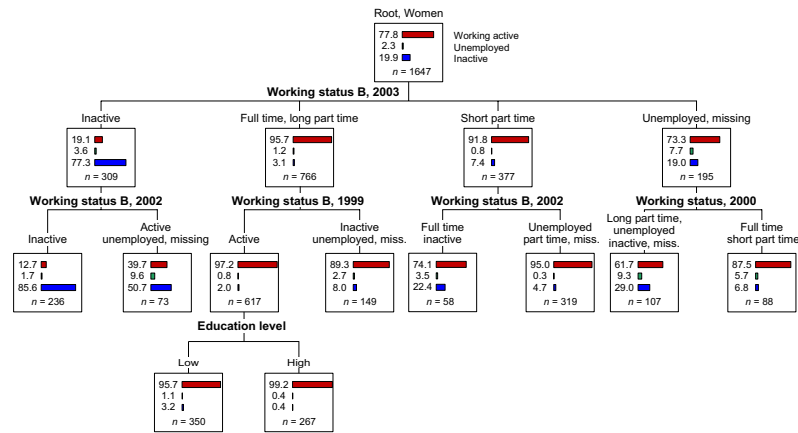 Root, Women
77.8 Working active
2.3 Unemployed
19.9 Inactive
n = 1647
Working status B, 2003
Inactive
19.1
3.6
77.3
n = 309
Full time, long part time
95.7
1.2
3.1
n = 766
Short part time
91.8
0.8
7.4
n = 377
Unemployed, missing
73.3
7.7
19.0
n = 195
Working status B, 2002
Inactive
12.7
1.7
85.6
n = 236
Active
unemployed, missing
39.7
9.6
50.7
n = 73
Working status B, 1999
Active
97.2
0.8
2.0
n = 617
Inactive
unemployed, miss.
89.3
2.7
8.0
n = 149
Working status B, 2002
Full time
inactive
74.1
3.5
22.4
n = 58
Unemployed
part time, miss.
95.0
0.3
4.7
n = 319
Working status, 2000
Long part time,
unemployed
inactive, miss.
61.7
9.3
29.0
n = 107
Full time
short part time
87.5
5.7
6.8
n = 88
Education level
Low
95.7
1.1
3.2
n = 350
High
99.2
0.4
0.4
n = 267